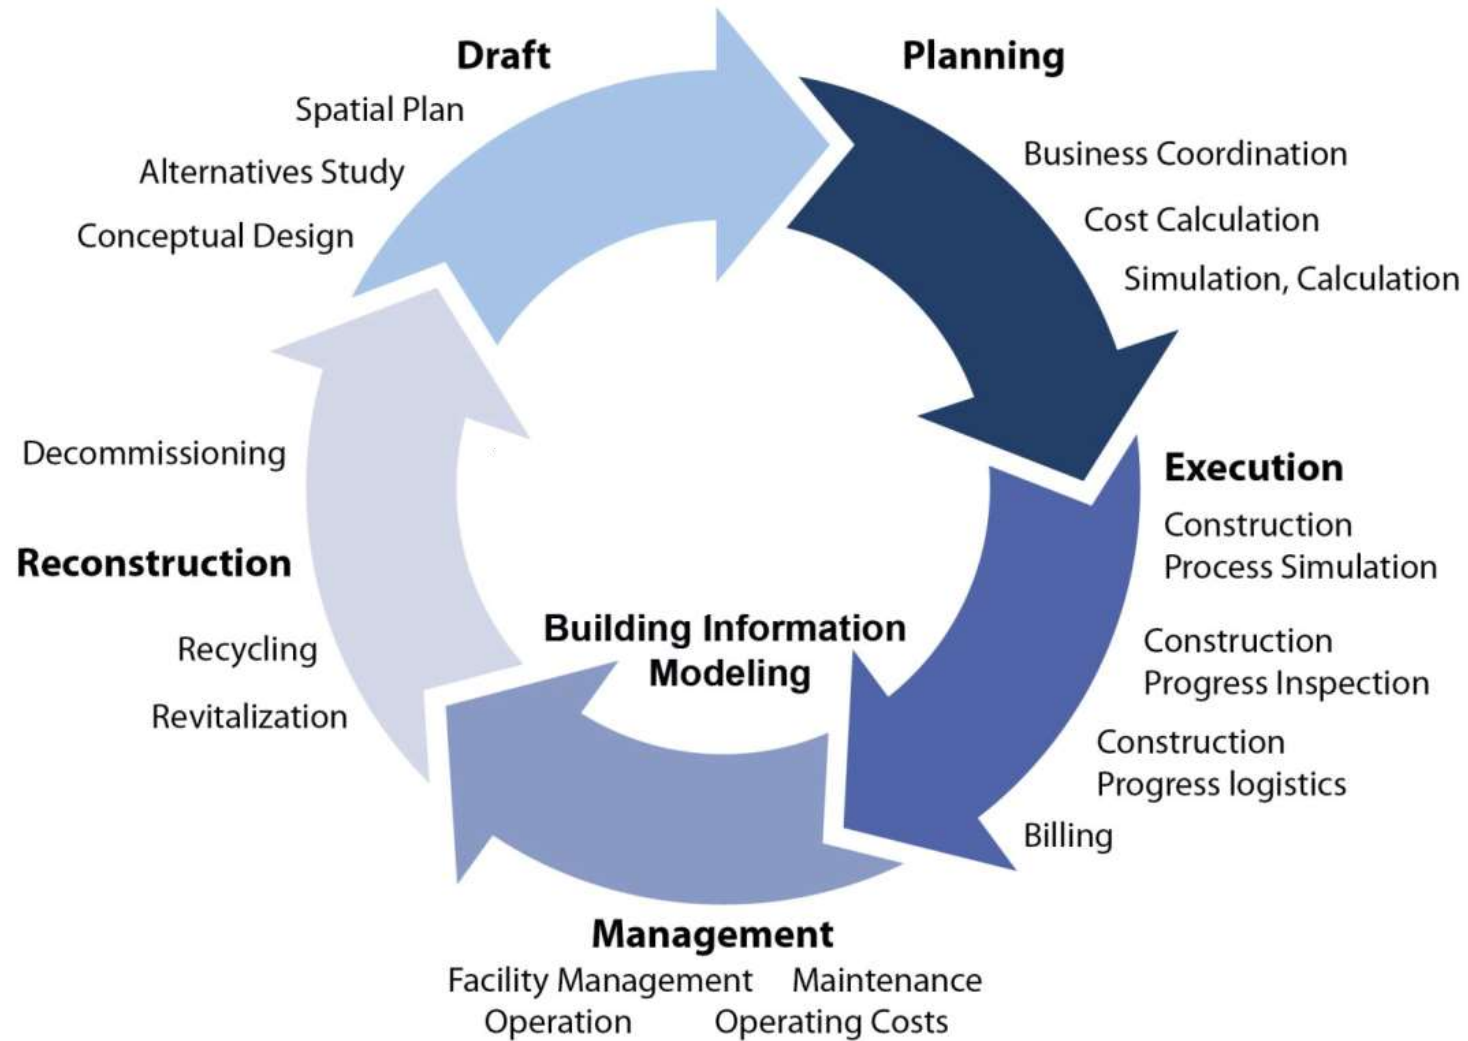 Draft
Spatial Plan
Alternatives Study
Conceptual Design
Planning
Business Coordination
Cost Calculation
Simulation, Calculation
Execution
Construction
Process Simulation
Construction
Progress Inspection
Construction
Progress logistics
Billing
Management
Facility Management Maintenance
Operation Operating Costs
Decommissioning
Reconstruction
Recycling
Revitalization
Building Information
Modeling